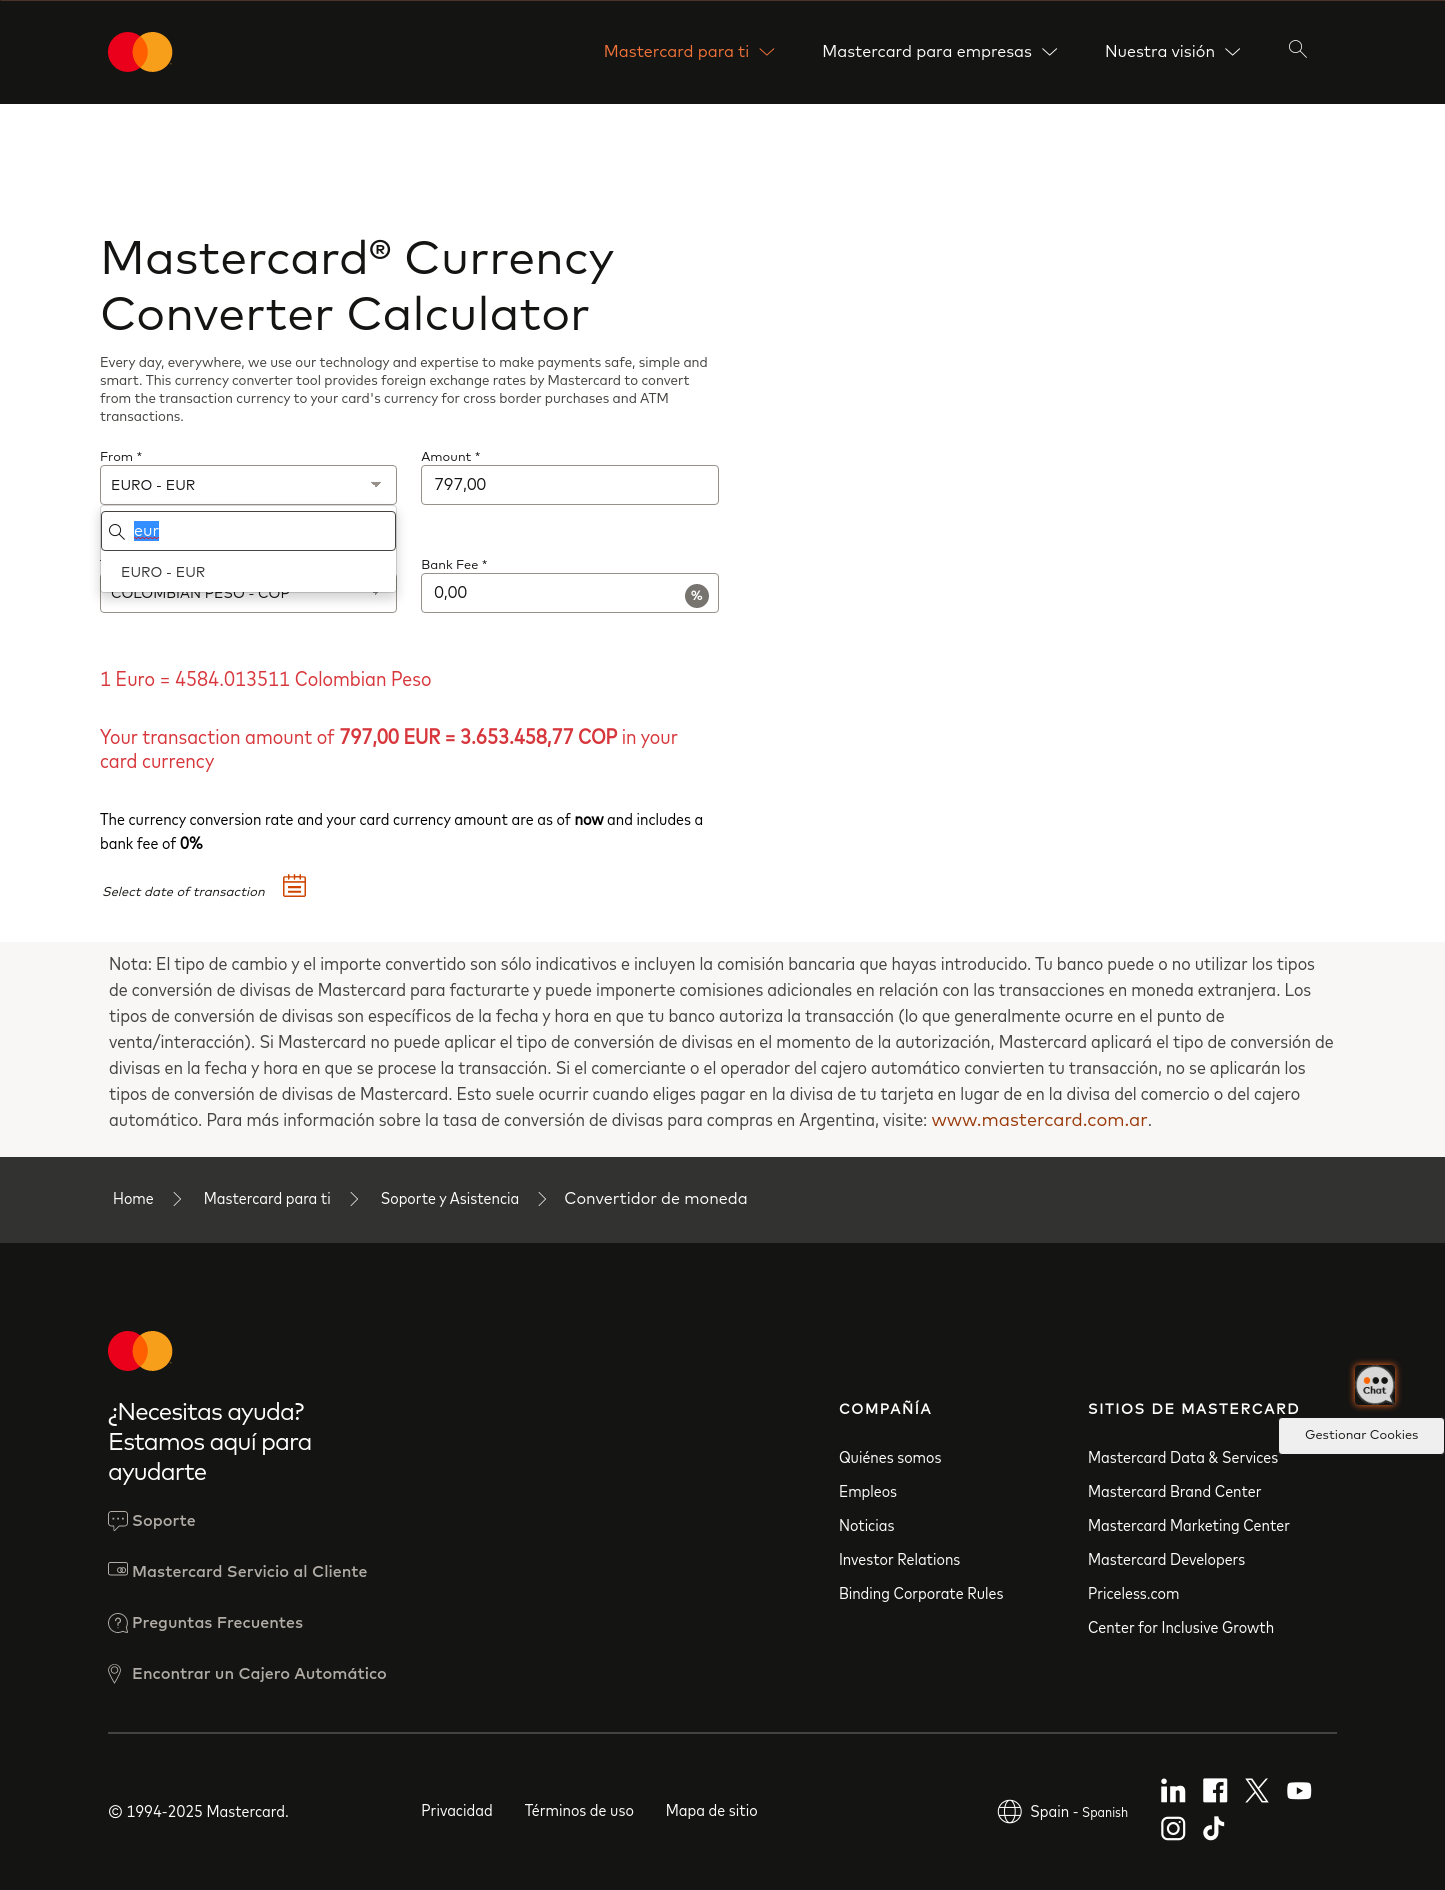 Mastercard para ti
Mastercard para empresas
Nuestra visión
Mastercard® Currency
Converter Calculator
Every day, everywhere, we use our technology and expertise to make payments safe, simple and
smart. This currency converter tool provides foreign exchange rates by Mastercard to convert
from the transaction currency to your card's currency for cross border purchases and ATM
transactions.
From *
EURO - EUR
Amount *
797,00
eur
EURO - EUR
COLOMBIAN PESO - COP
Bank Fee *
0,00
%
1 Euro = 4584.013511 Colombian Peso
Your transaction amount of 797,00 EUR = 3.653.458,77 COP in your
card currency
The currency conversion rate and your card currency amount are as of now and includes a
bank fee of 0%
Select date of transaction
Nota: El tipo de cambio y el importe convertido son sólo indicativos e incluyen la comisión bancaria que hayas introducido. Tu banco puede o no utilizar los tipos
de conversión de divisas de Mastercard para facturarte y puede imponerte comisiones adicionales en relación con las transacciones en moneda extranjera. Los
tipos de conversión de divisas son específicos de la fecha y hora en que tu banco autoriza la transacción (lo que generalmente ocurre en el punto de
venta/interacción). Si Mastercard no puede aplicar el tipo de conversión de divisas en el momento de la autorización, Mastercard aplicará el tipo de conversión de
divisas en la fecha y hora en que se procese la transacción. Si el comerciante o el operador del cajero automático convierten tu transacción, no se aplicarán los
tipos de conversión de divisas de Mastercard. Esto suele ocurrir cuando eliges pagar en la divisa de tu tarjeta en lugar de en la divisa del comercio o del cajero
automático. Para más información sobre la tasa de conversión de divisas para compras en Argentina, visite: www.mastercard.com.ar.
Home
Mastercard para ti
Soporte y Asistencia
Convertidor de moneda
¿Necesitas ayuda?
Estamos aquí para
ayudarte
Soporte
Mastercard Servicio al Cliente
Preguntas Frecuentes
Encontrar un Cajero Automático
COMPAÑÍA
Quiénes somos
Empleos
Noticias
Investor Relations
Binding Corporate Rules
SITIOS DE MASTERCARD
Mastercard Data & Services
Mastercard Brand Center
Mastercard Marketing Center
Mastercard Developers
Priceless.com
Center for Inclusive Growth
Chat
Gestionar Cookies
© 1994-2025 Mastercard.
Privacidad
Términos de uso
Mapa de sitio
Spain - Spanish